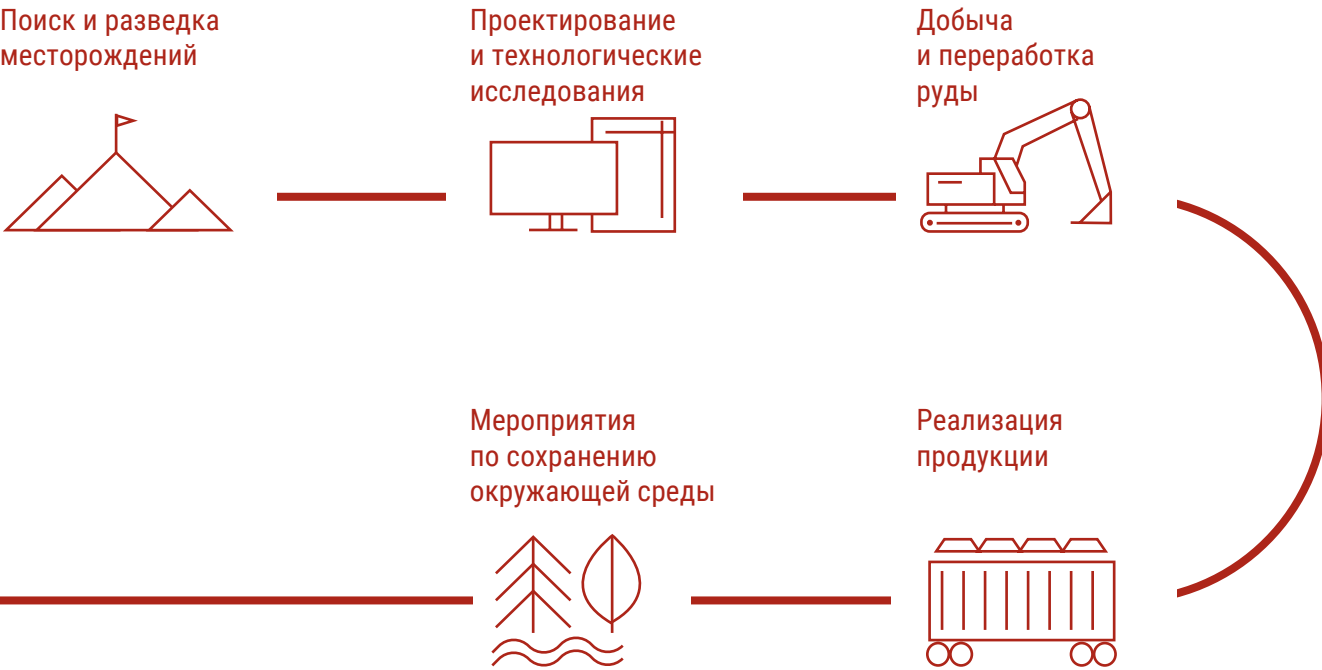 Поиск и разведка
месторождений
Проектирование
и технологические
исследования
Добыча
и переработка
руды
Мероприятия
по сохранению
окружающей среды
Реализация
продукции